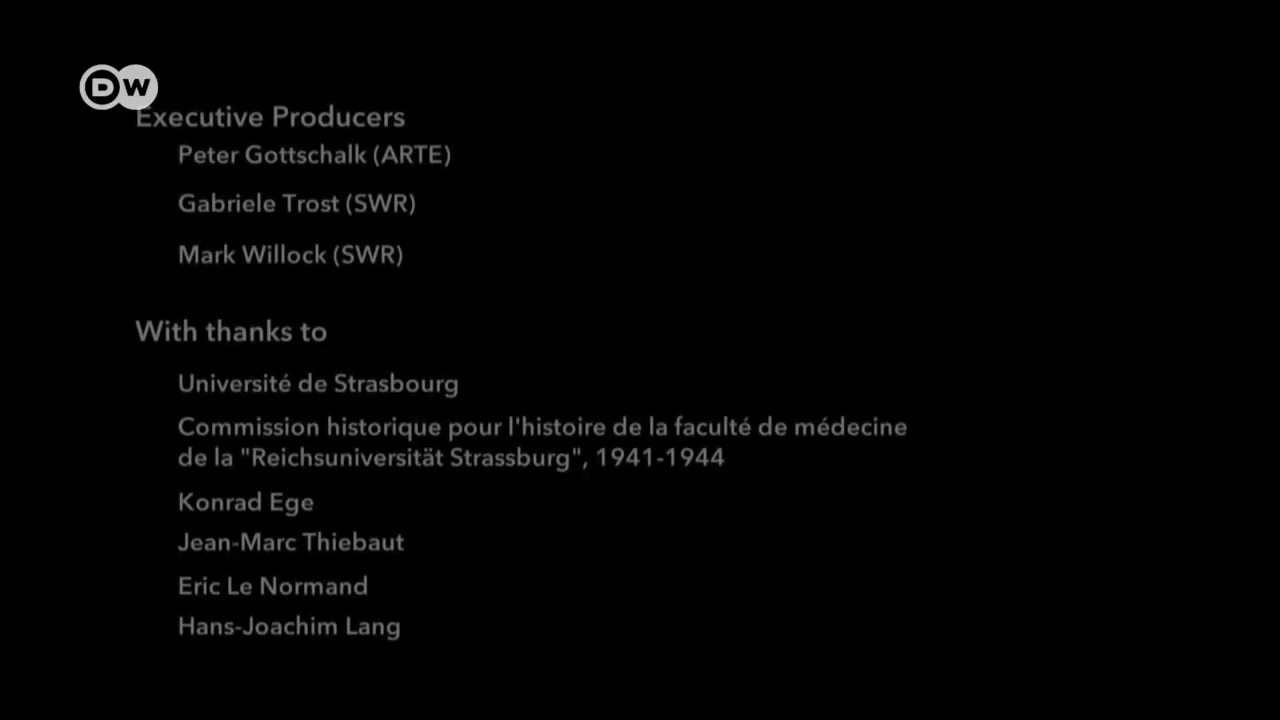 DW
Executive Producers
Peter Gottschalk (ARTE)
Gabriele Trost (SWR)
Mark Willock (SWR)
With thanks to
Université de Strasbourg
Commission historique pour l'histoire de la faculté de médecine
de la "Reichsuniversität Strassburg", 1941-1944
Konrad Ege
Jean-Marc Thiebaut
Eric Le Normand
Hans-Joachim Lang